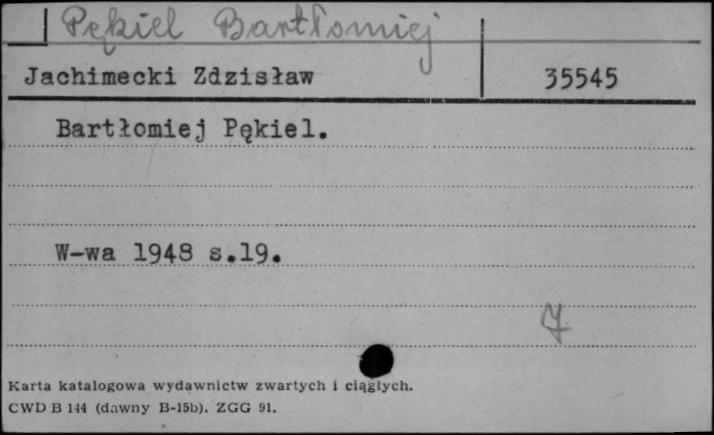 Pękiel Bartłomiej
Jachimecki Zdzisław 35545
Bartłomiej Pękiel.
W-wa 1948 s.19.
7
Karta katalogowa wydawnictw zwartych i ciągłych.
CWD B 144 (dawny B-15b). ZGG 91.